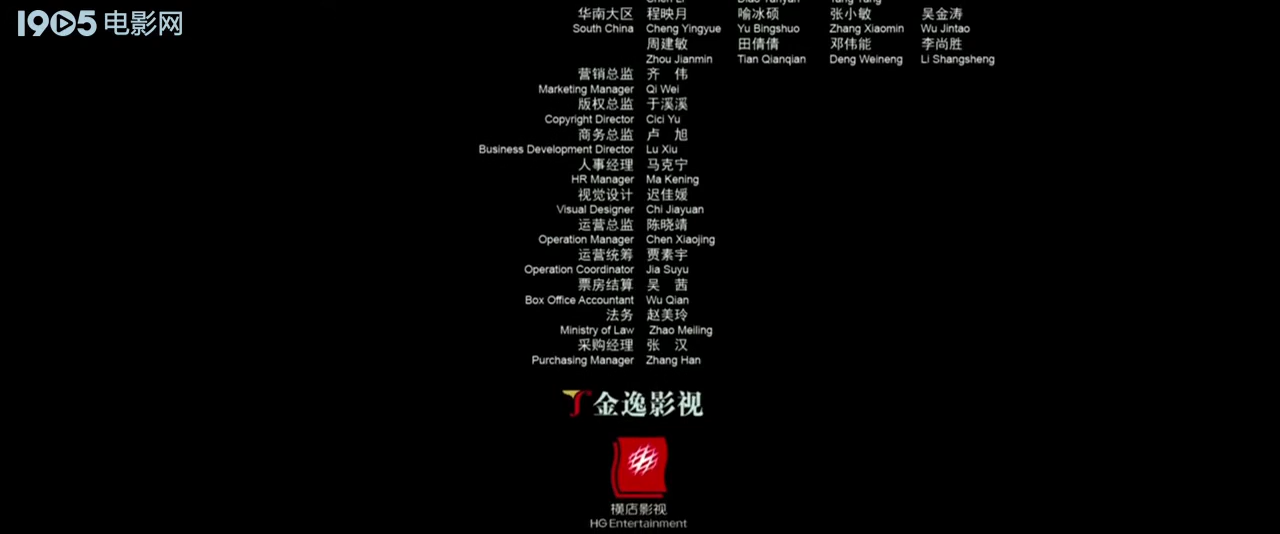 1905电影网
Chen Li Diao Yanyan Tang Tang
华南大区 程映月 喻冰硕 张小敏 吴金涛
South China Cheng Yingyue Yu Bingshuo Zhang Xiaomin Wu Jintao
周建敏 田倩倩 邓伟能 李尚胜
Zhou Jianmin Tian Qianqian Deng Weineng Li Shangsheng
营销总监 齐 伟
Marketing Manager Qi Wei
版权总监 于溪溪
Copyright Director Cici Yu
商务总监 卢 旭
Business Development Director Lu Xiu
人事经理 马克宁
HR Manager Ma Kening
视觉设计 迟佳媛
Visual Designer Chi Jiayuan
运营总监 陈晓靖
Operation Manager Chen Xiaojing
运营统筹 贾素宇
Operation Coordinator Jia Suyu
票房结算 吴 茜
Box Office Accountant Wu Qian
法务 赵美玲
Ministry of Law Zhao Meiling
采购经理 张 汉
Purchasing Manager Zhang Han
金逸影视
横店影视
HG Entertainment